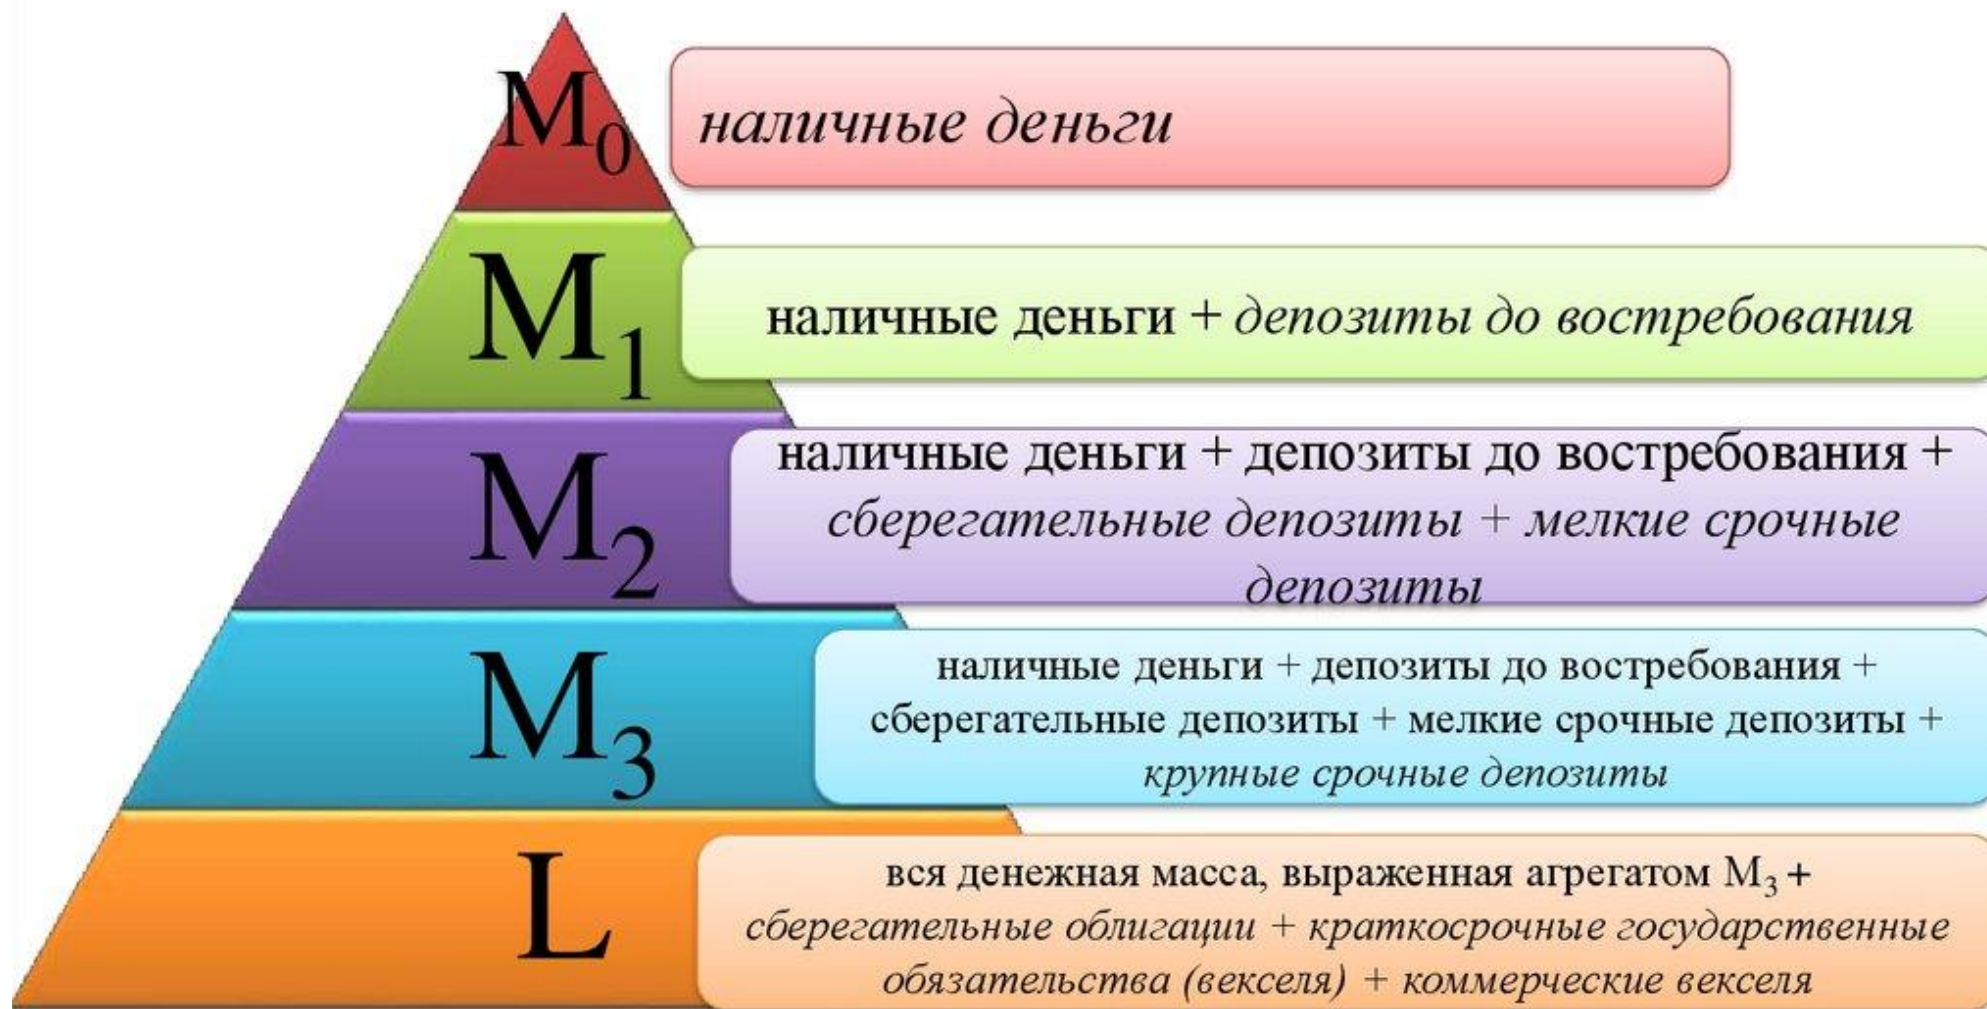 M0
наличные деньги
M1
наличные деньги + депозиты до востребования
M2
наличные деньги + депозиты до востребования +
сберегательные депозиты + мелкие срочные
депозиты
M3
наличные деньги + депозиты до востребования +
сберегательные депозиты + мелкие срочные депозиты +
крупные срочные депозиты
L
вся денежная масса, выраженная агрегатом M3 +
сберегательные облигации + краткосрочные государственные
обязательства (векселя) + коммерческие векселя